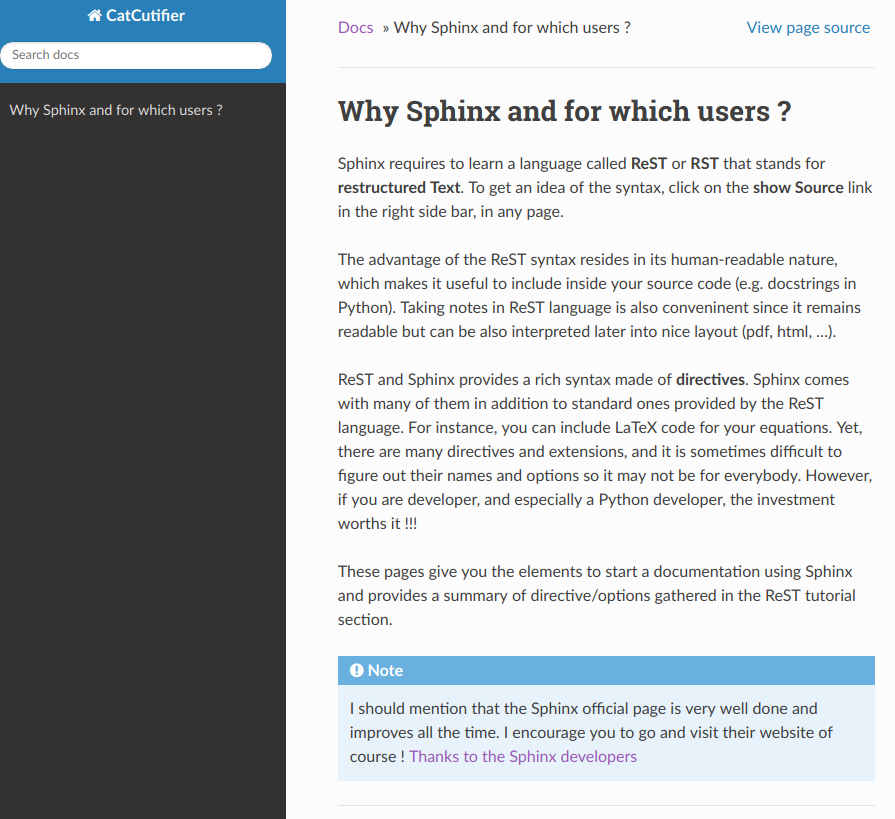 CatCutifier
Search docs
Why Sphinx and for which users ?
Docs » Why Sphinx and for which users ?
View page source
Why Sphinx and for which users ?
Sphinx requires to learn a language called ReST or RST that stands for
restructured Text. To get an idea of the syntax, click on the show Source link
in the right side bar, in any page.
The advantage of the ReST syntax resides in its human-readable nature,
which makes it useful to include inside your source code (e.g. docstrings in
Python). Taking notes in ReST language is also conveninent since it remains
readable but can be also interpreted later into nice layout (pdf, html, ...).
ReST and Sphinx provides a rich syntax made of directives. Sphinx comes
with many of them in addition to standard ones provided by the ReST
language. For instance, you can include LaTeX code for your equations. Yet,
there are many directives and extensions, and it is sometimes difficult to
figure out their names and options so it may not be for everybody. However,
if you are developer, and especially a Python developer, the investment
worths it !!!
These pages give you the elements to start a documentation using Sphinx
and provides a summary of directive/options gathered in the ReST tutorial
section.
Note
I should mention that the Sphinx official page is very well done and
improves all the time. I encourage you to go and visit their website of
course ! Thanks to the Sphinx developers